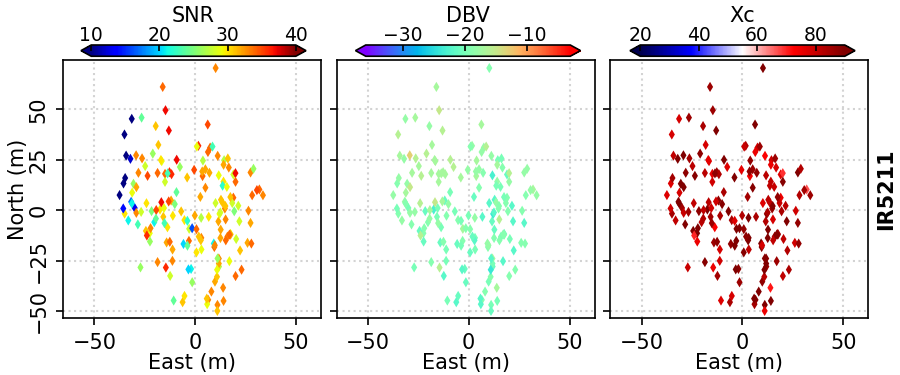 SNR DBV Xc
10 20 30 40 −30 −20 −10 20 40 60 80
North (m)
50
25
0
−25
−50
−50 0 50 −50 0 50 −50 0 50
East (m) East (m) East (m)
IR5211